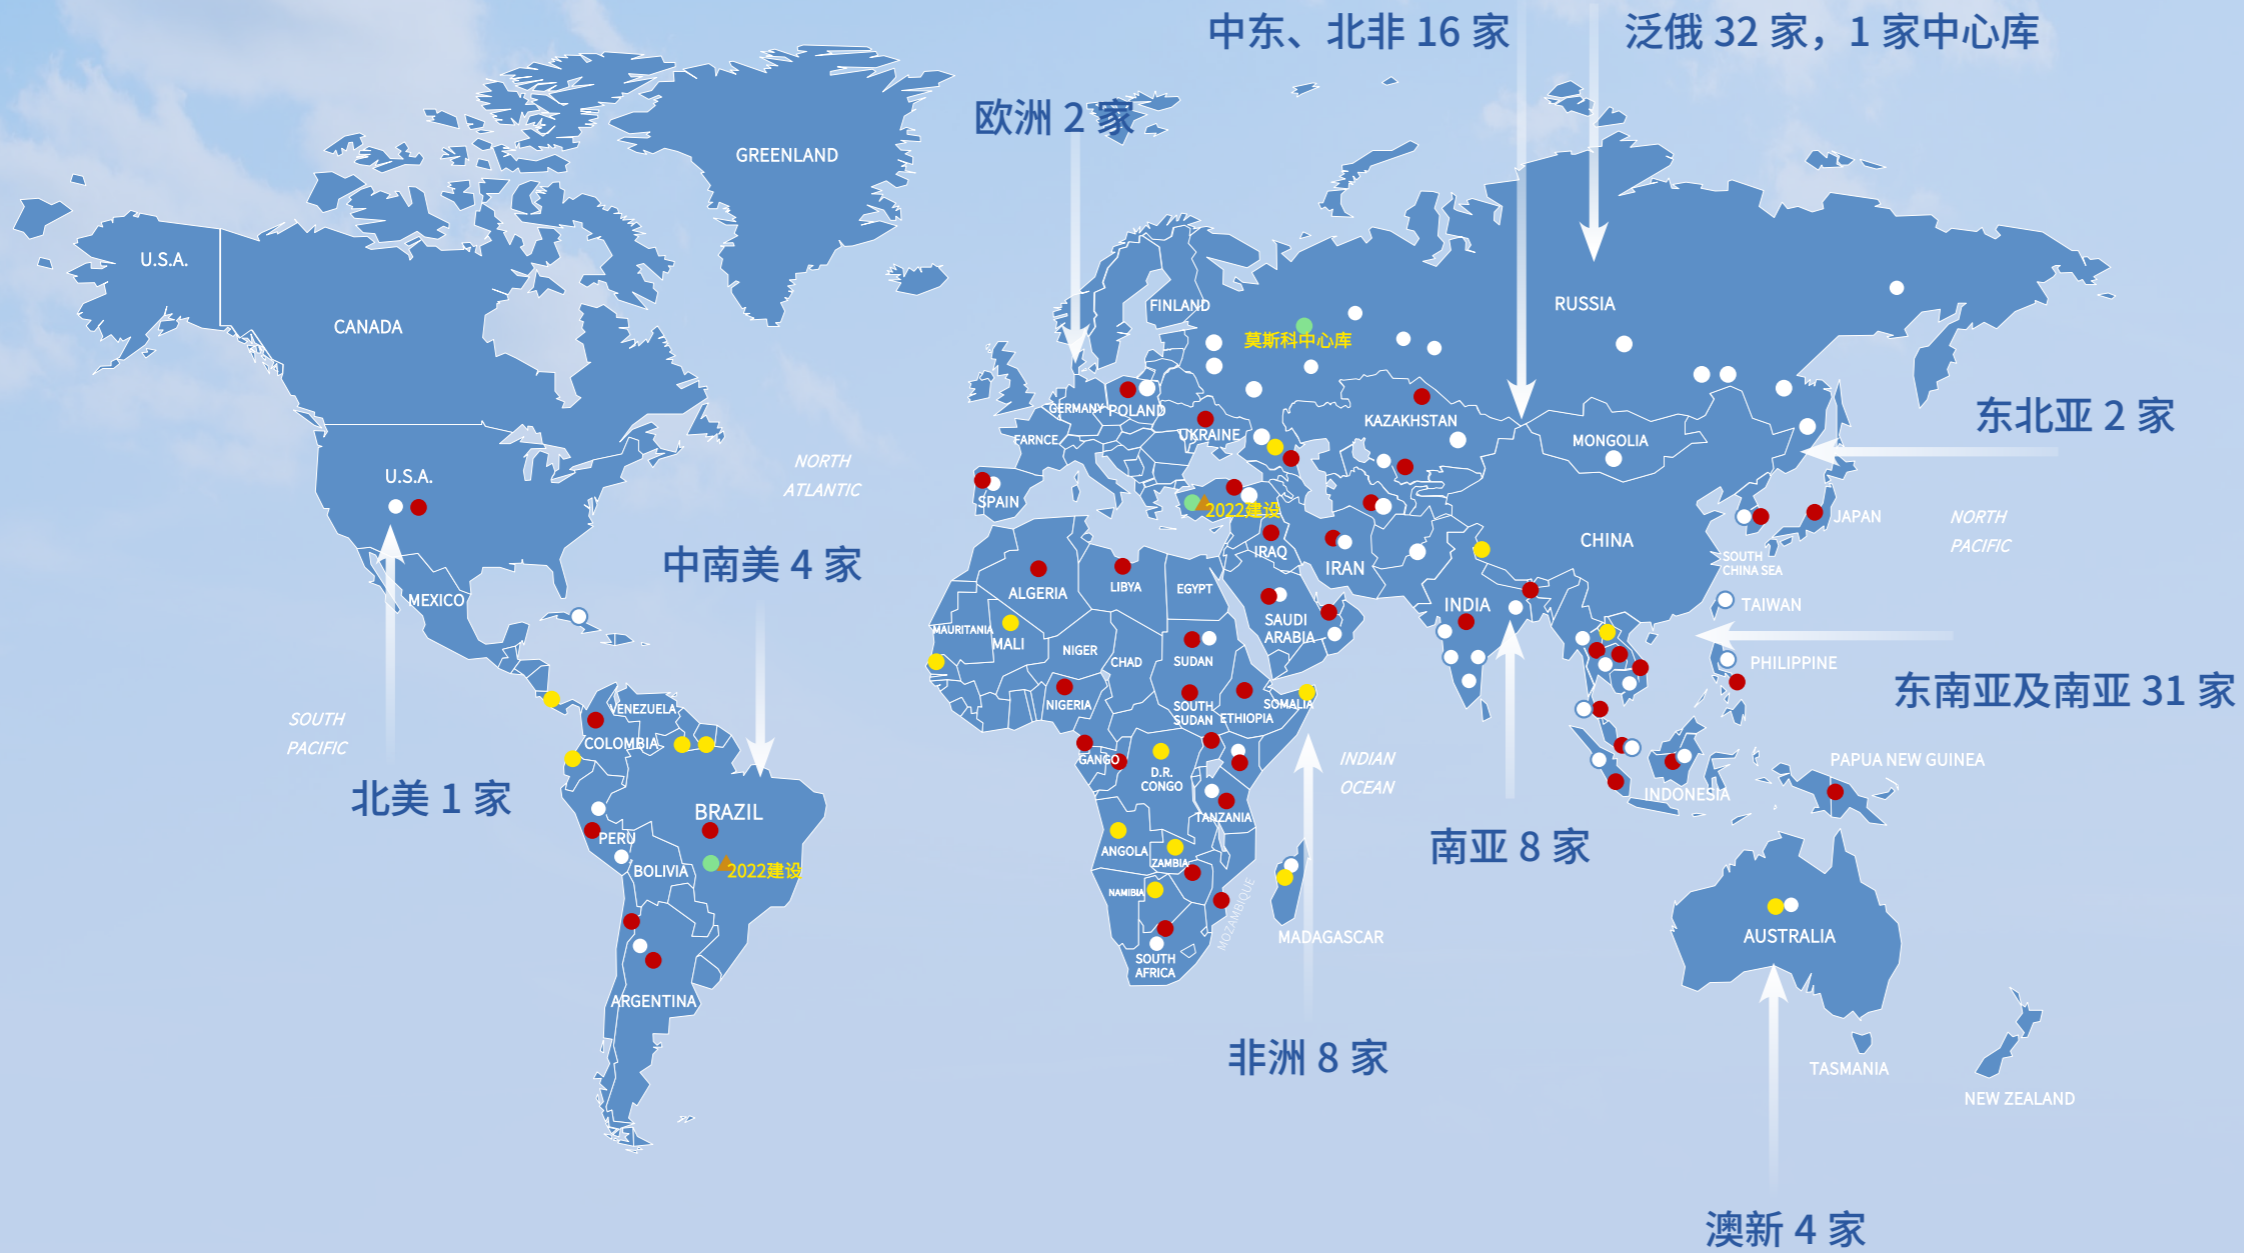 中东、北非 16 家
泛俄 32 家，1 家中心库
欧洲 2 家
GREENLAND
U.S.A.
CANADA
FINLAND
RUSSIA
莫斯科中心库
GERMANY
POLAND
东北亚 2 家
KAZAKHSTAN
FARNCE
UKRAINE
MONGOLIA
NORTH
ATLANTIC
U.S.A.
SPAIN
2022建设
JAPAN
NORTH
PACIFIC
CHINA
IRAQ
IRAN
SOUTH
CHINA SEA
中南美 4 家
ALGERIA
LIBYA
EGYPT
MEXICO
INDIA
TAIWAN
SAUDI
ARABIA
MAURITANIA
MALI
NIGER
CHAD
SUDAN
PHILIPPINE
东南亚及南亚 31 家
VENEZUELA
NIGERIA
SOUTH
SUDAN
ETHIOPIA
SOMALIA
SOUTH
PACIFIC
COLOMBIA
GANGO
D.R.
CONGO
INDIAN
OCEAN
PAPUA NEW GUINEA
INDONESIA
北美 1 家
BRAZIL
TANZANIA
PERU
ANGOLA
ZAMBIA
南亚 8 家
BOLIVIA
2022建设
NAMIBIA
MOZAMBIQUE
MADAGASCAR
AUSTRALIA
SOUTH
AFRICA
ARGENTINA
非洲 8 家
TASMANIA
NEW ZEALAND
澳新 4 家